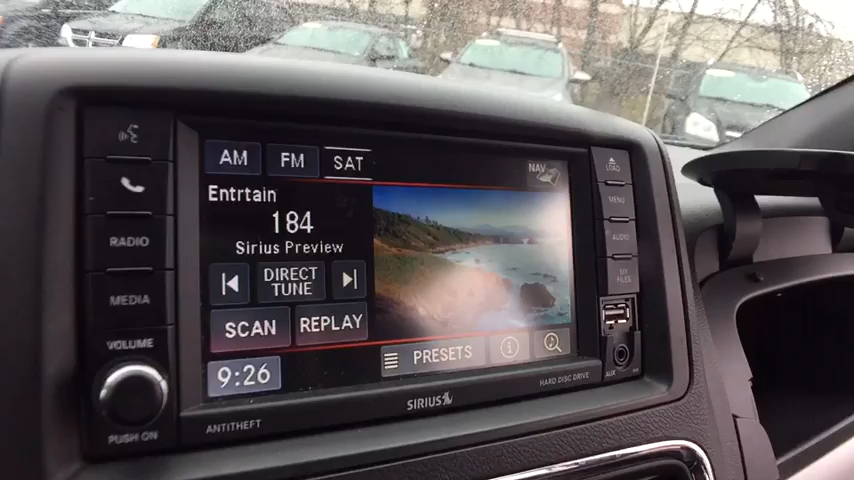 AM FM SAT NAV
Entrtain
184
Sirius Preview
DIRECT
TUNE
SCAN REPLAY
9:26
PRESETS
RADIO
MEDIA
VOLUME
PUSH ON
ANTITHEFT
SIRIUS
HARD DISC DRIVE
LOAD
MENU
AUDIO
MY
FILES
AUX